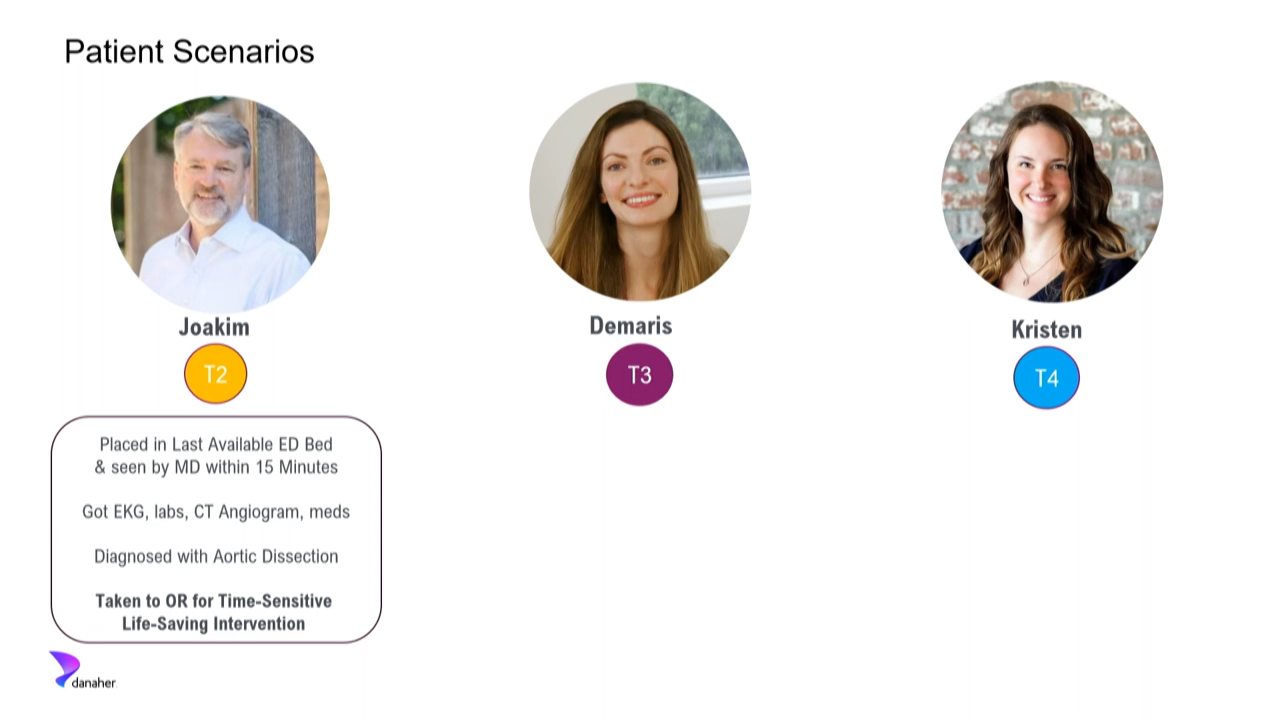 Patient Scenarios
Joakim
T2
Placed in Last Available ED Bed
& seen by MD within 15 Minutes
Got EKG, labs, CT Angiogram, meds
Diagnosed with Aortic Dissection
Taken to OR for Time-Sensitive
Life-Saving Intervention
Demaris
T3
Kristen
T4
danaher